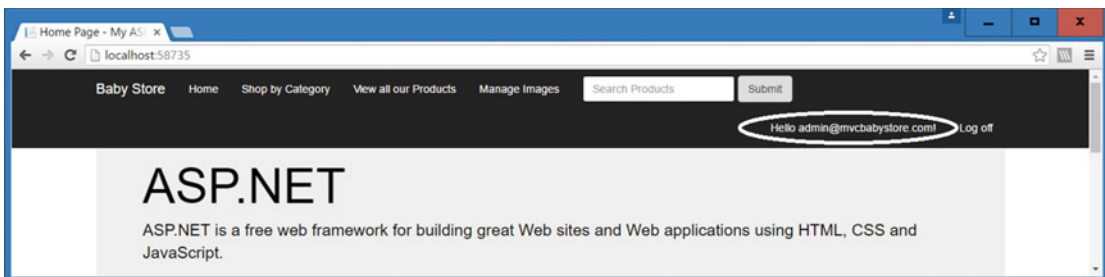 Home Page - My AS
localhost:58735
Baby Store Home Shop by Category View all our Products Manage Images Search Products Submit
Hello admin@mvcbabystore.com! Log off
ASP.NET
ASP.NET is a free web framework for building great Web sites and Web applications using HTML, CSS and
JavaScript.